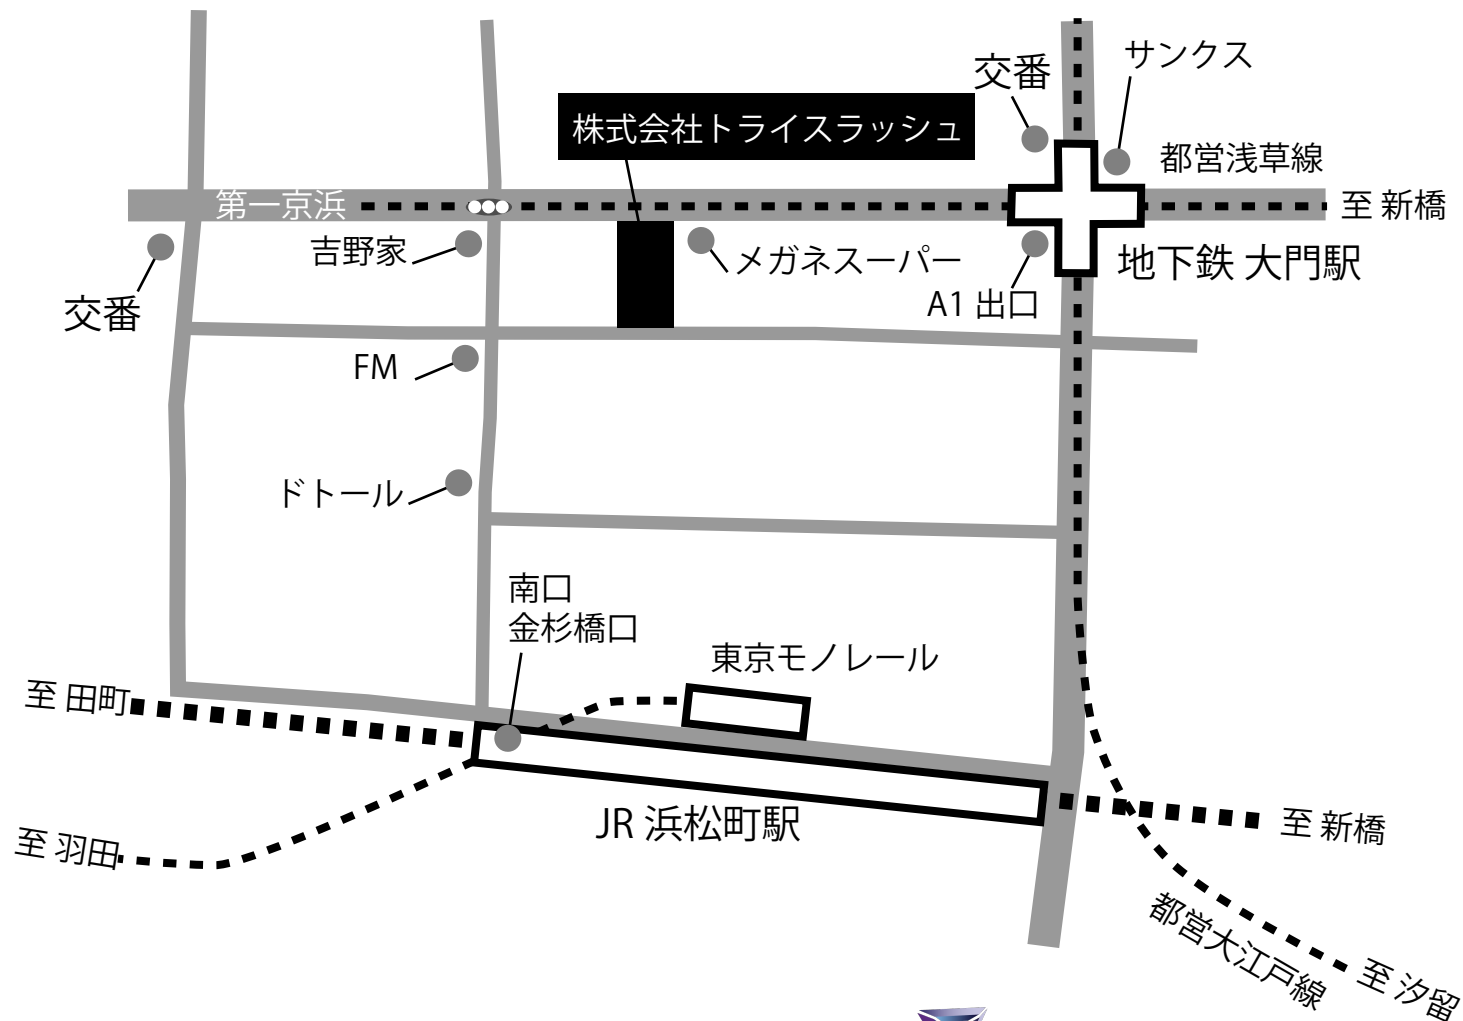 サンクス
交番
株式会社トライスラッシュ
都営浅草線
第一京浜
至 新橋
吉野家
メガネスーパー
地下鉄 大門駅
A1 出口
交番
FM
ドトール
南口
金杉橋口
東京モノレール
至 田町
JR 浜松町駅
至 新橋
至 羽田
都営大江戸線
至 汐留